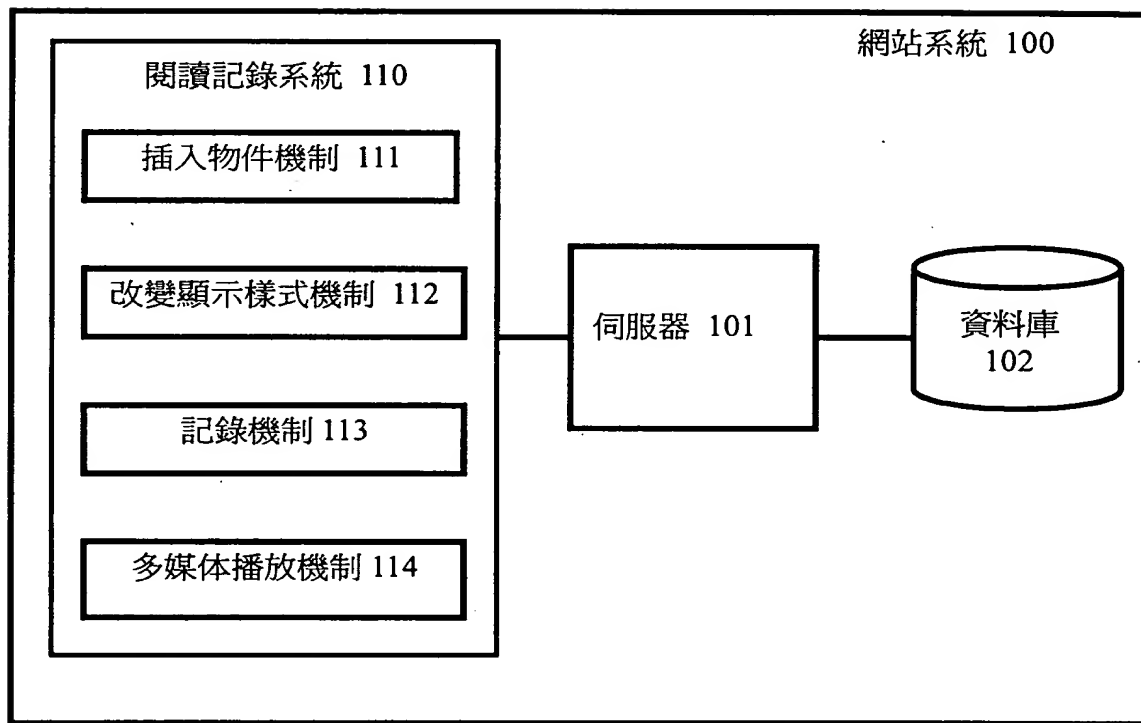 網站系統 100
閱讀記錄系統 110
插入物件機制 111
改變顯示樣式機制 112
記錄機制 113
多媒体播放機制 114
伺服器 101
資料庫
102